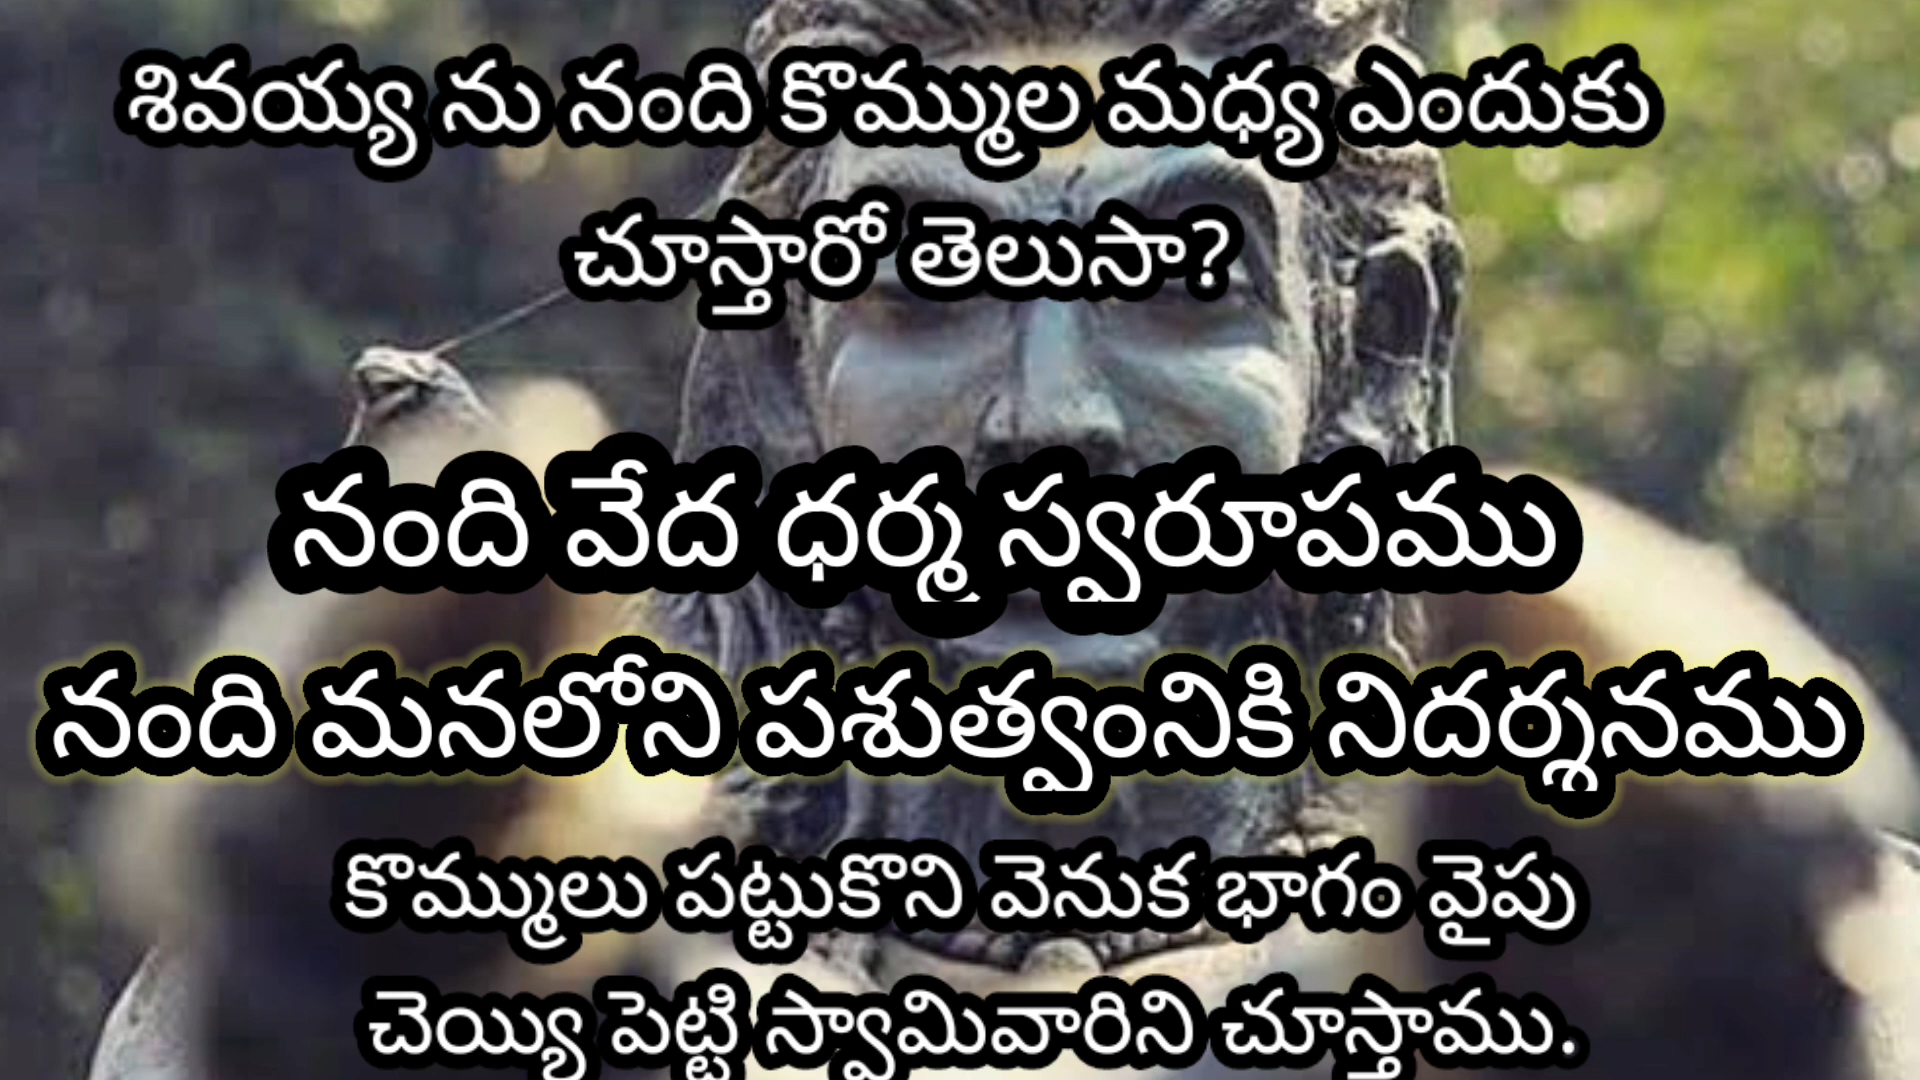 శివయ్య ను నంది కొమ్ముల మధ్య ఎందుకు
చూస్తారో తెలుసా?
నంది వేద ధర్మ స్వరూపము
నంది మనలోని పశుత్వంనికి నిదర్శనము
కొమ్ములు పట్టుకొని వెనుక భాగం వైపు
చెయ్యి పెట్టి స్వామివారిని చూస్తాము.